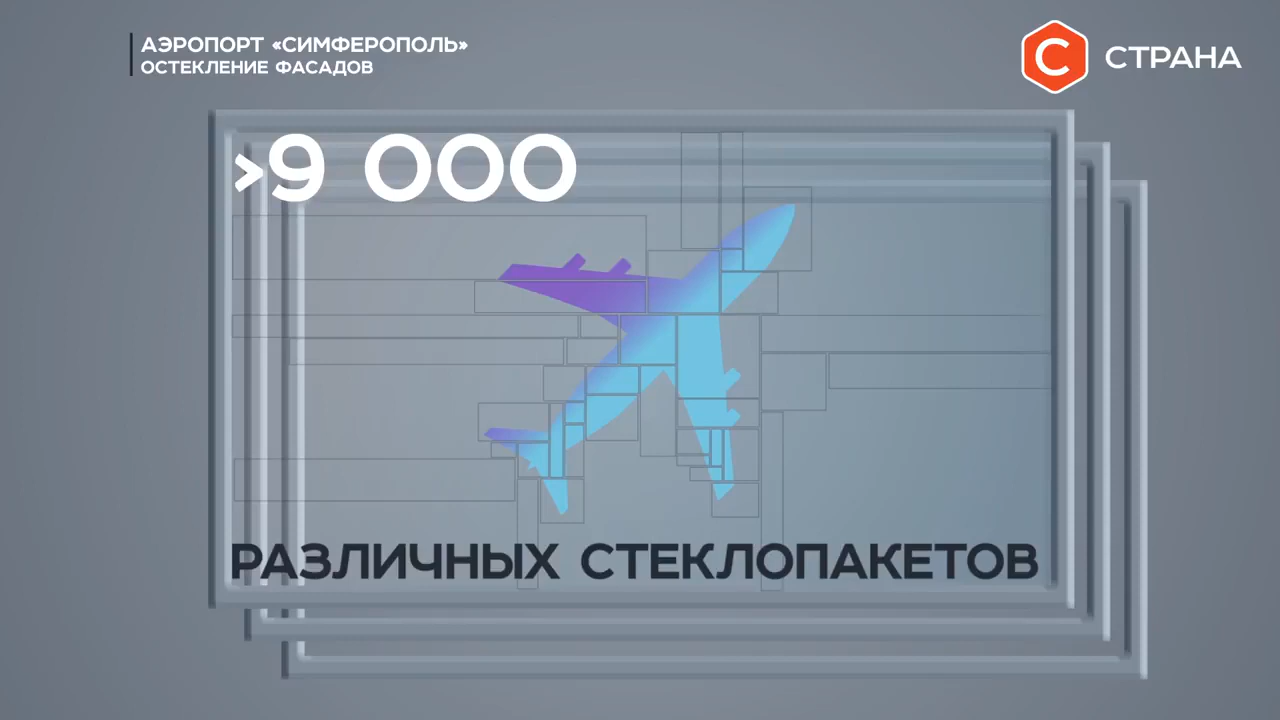 АЭРОПОРТ «СИМФЕРОПОЛЬ»
ОСТЕКЛЕНИЕ ФАСАДОВ
С СТРАНА
>9 000
РАЗЛИЧНЫХ СТЕКЛОПАКЕТОВ